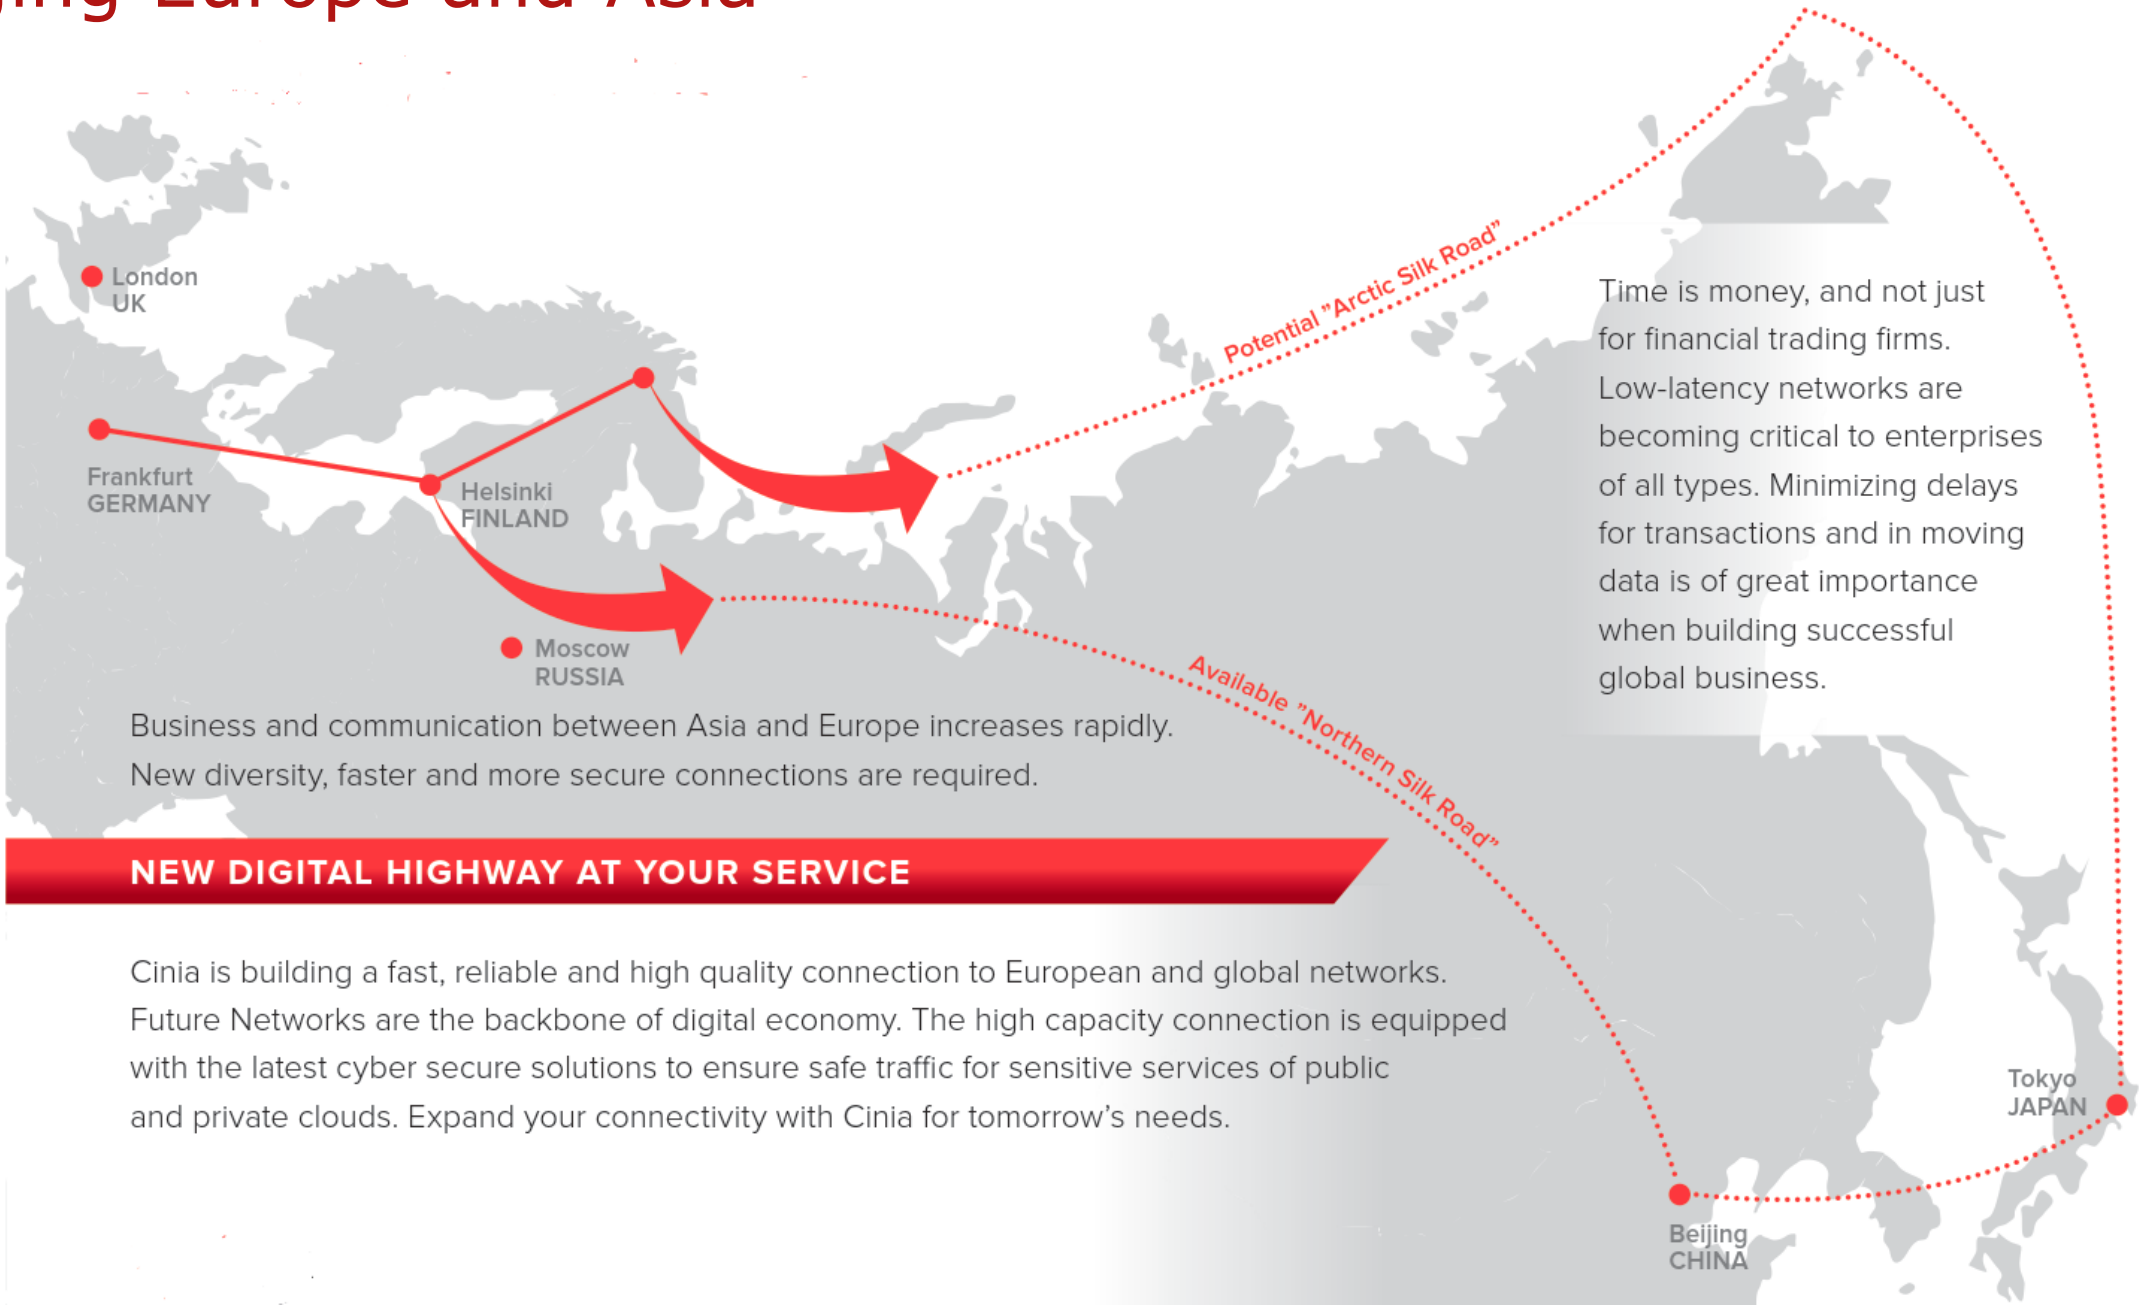 Europe and Asia
London
UK
Frankfurt
GERMANY
Helsinki
FINLAND
Moscow
RUSSIA
Potential ”Arctic Silk Road”
Available ”Northern Silk Road”
Time is money, and not just
for financial trading firms.
Low-latency networks are
becoming critical to enterprises
of all types. Minimizing delays
for transactions and in moving
data is of great importance
when building successful
global business.
Business and communication between Asia and Europe increases rapidly.
New diversity, faster and more secure connections are required.
NEW DIGITAL HIGHWAY AT YOUR SERVICE
Cinia is building a fast, reliable and high quality connection to European and global networks.
Future Networks are the backbone of digital economy. The high capacity connection is equipped
with the latest cyber secure solutions to ensure safe traffic for sensitive services of public
and private clouds. Expand your connectivity with Cinia for tomorrow’s needs.
Tokyo
JAPAN
Beijing
CHINA